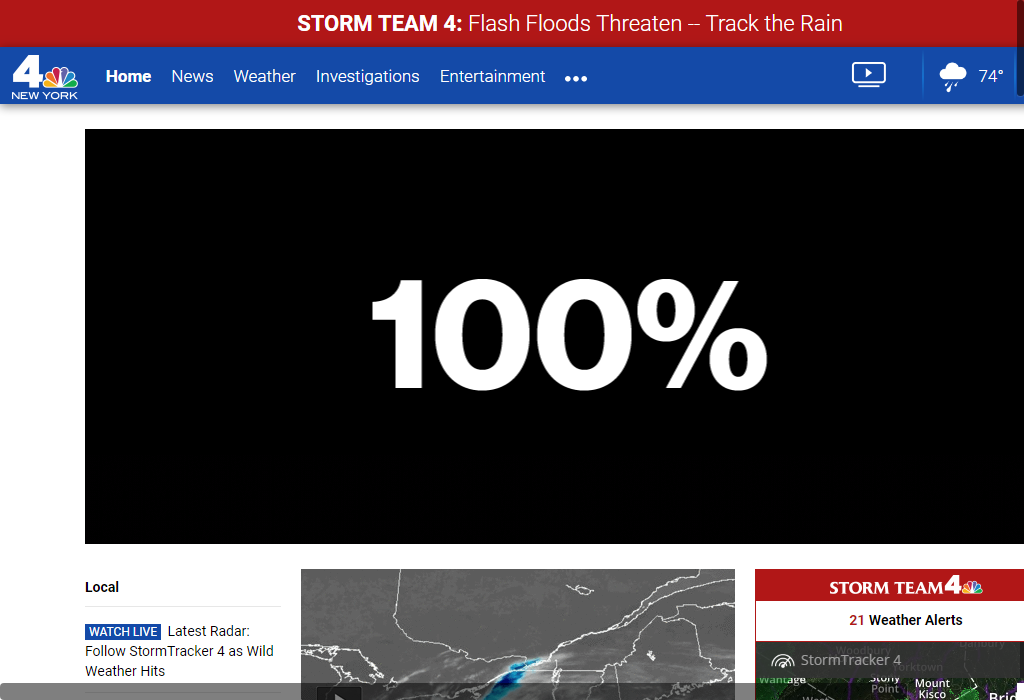 STORM TEAM 4: Flash Floods Threaten -- Track the Rain
4
NEW YORK
Home News Weather Investigations Entertainment
74°
100%
Local
WATCH LIVE Latest Radar:
Follow StormTracker 4 as Wild
Weather Hits
STORM TEAM 4
21 Weather Alerts
Woodbury
Danbury
StormTracker 4
Yorktown
Wantage
Stony
Point
Mount
Kisco